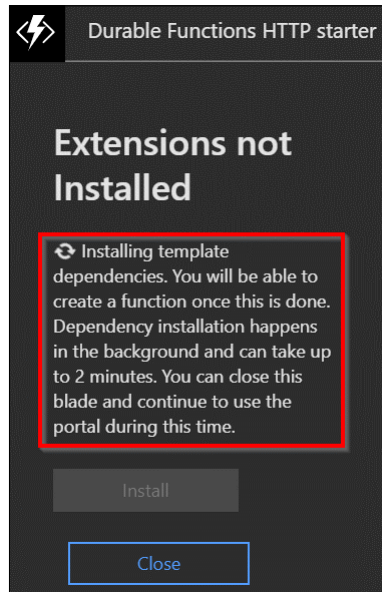 Durable Functions HTTP starter
Extensions not
Installed
Installing template
dependencies. You will be able to
create a function once this is done.
Dependency installation happens
in the background and can take up
to 2 minutes. You can close this
blade and continue to use the
portal during this time.
Install
Close